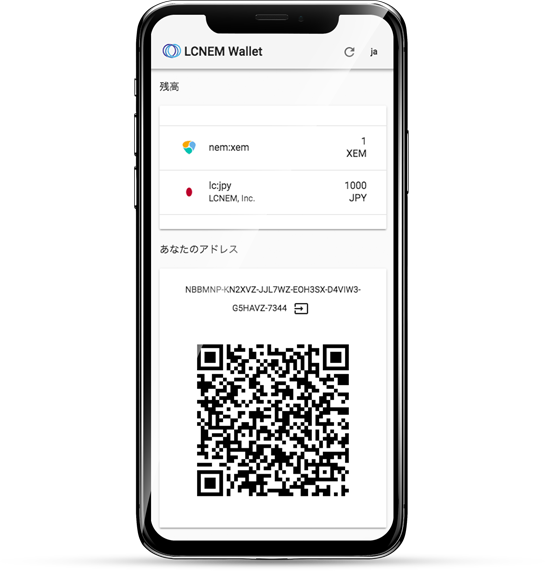 LCNEM Wallet
ja
残高
nem:xem
1
XEM
lc:jpy
1000
LCNEM, Inc.
JPY
あなたのアドレス
NBBMNP-KN2XVZ-JJL7WZ-EOH3SX-D4VIW3-
G5HAVZ-7344